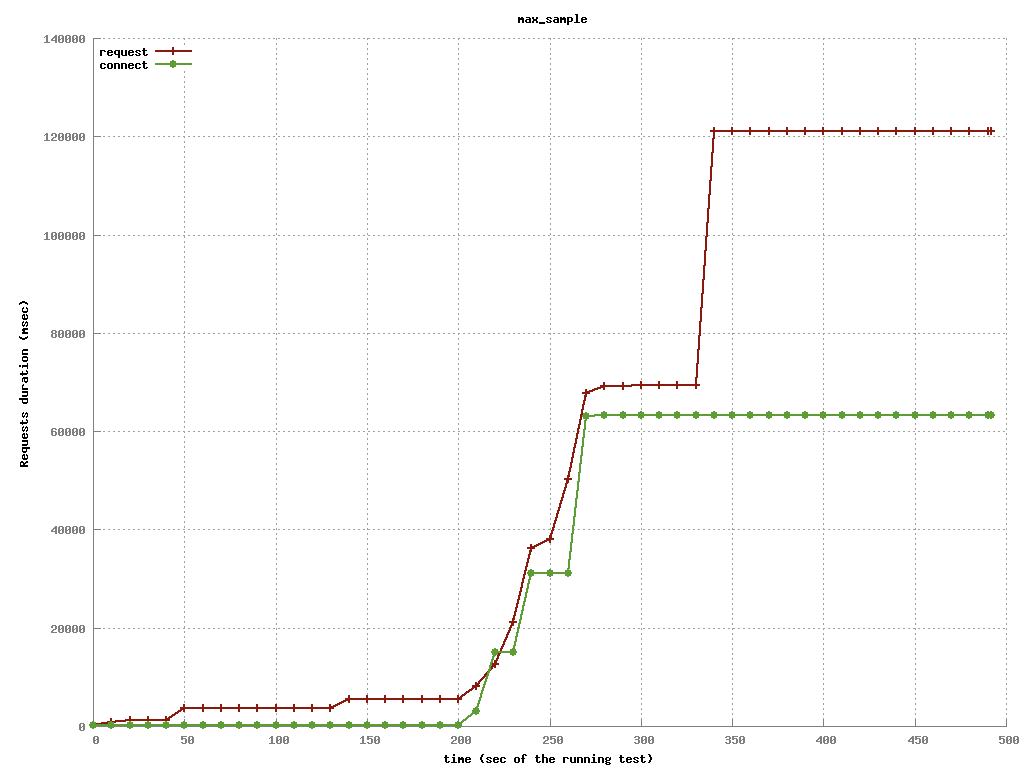 max_sample
140000
request
connect
120000
100000
80000
Requests duration (msec)
60000
40000
20000
0
0 50 100 150 200 250 300 350 400 450 500
time (sec of the running test)